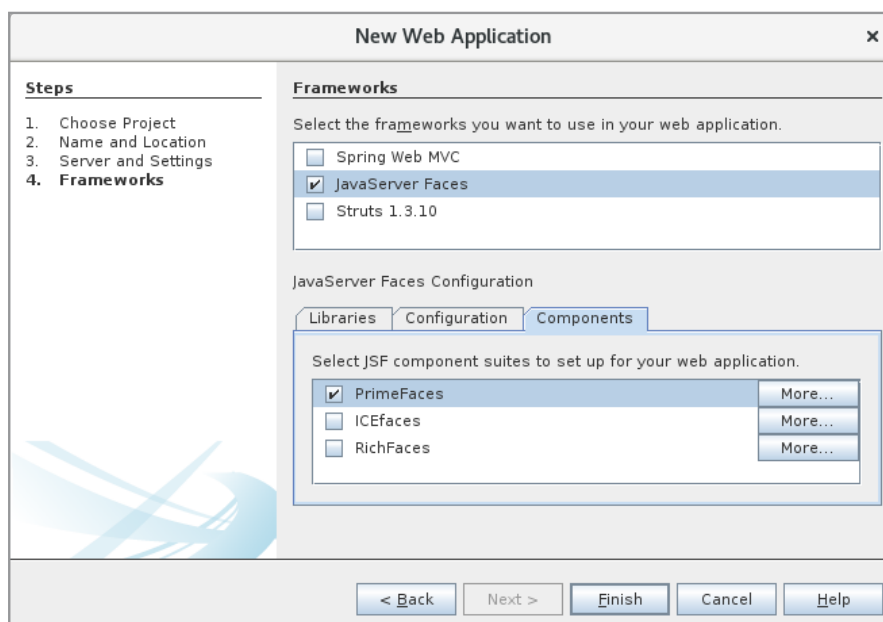 New Web Application
×
Steps
1. Choose Project
2. Name and Location
3. Server and Settings
4. Frameworks
Frameworks
Select the frameworks you want to use in your web application.
Spring Web MVC
JavaServer Faces
Struts 1.3.10
JavaServer Faces Configuration
Libraries Configuration Components
Select JSF component suites to set up for your web application.
PrimeFaces More...
ICEfaces More...
RichFaces More...
< Back Next > Finish Cancel Help